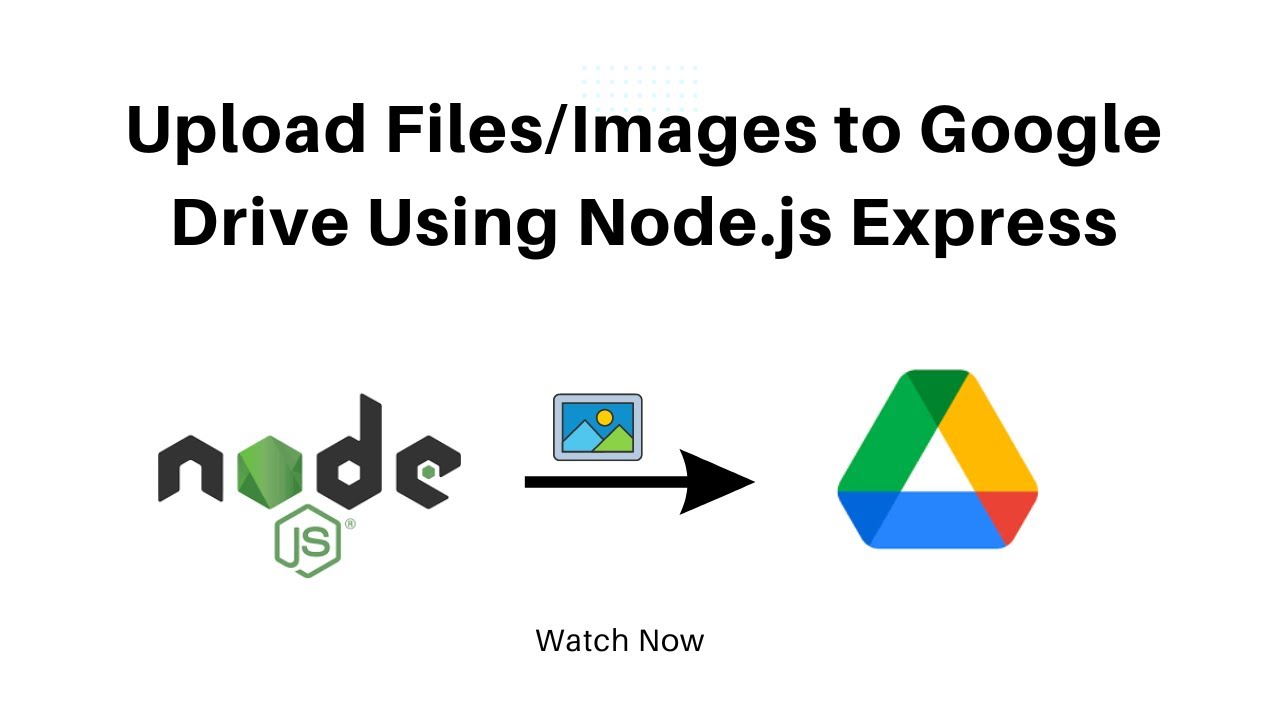 Upload Files/Images to Google
Drive Using Node.js Express
node
JS®
Watch Now